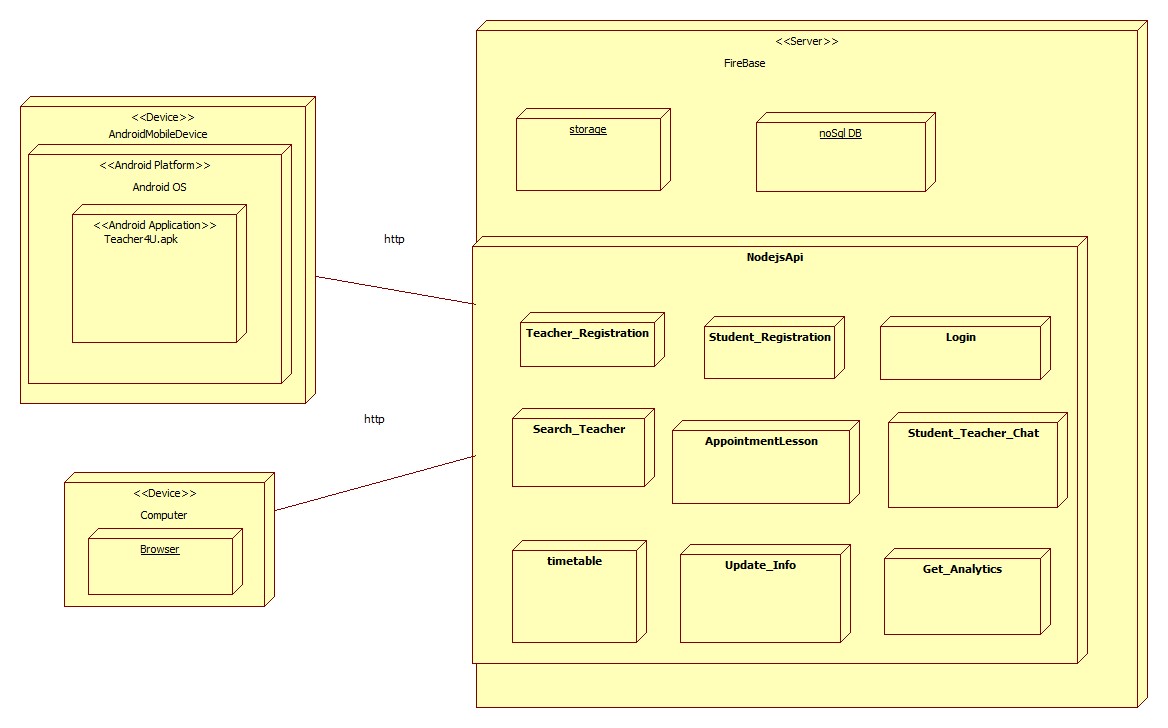 <<Server>>
FireBase
storage
noSql DB
<<Device>>
AndroidMobileDevice
<<Android Platform>>
Android OS
<<Android Application>>
Teacher4U.apk
http
NodejsApi
Teacher_Registration
Student_Registration
Login
http
Search_Teacher
AppointmentLesson
Student_Teacher_Chat
<<Device>>
Computer
Browser
timetable
Update_Info
Get_Analytics